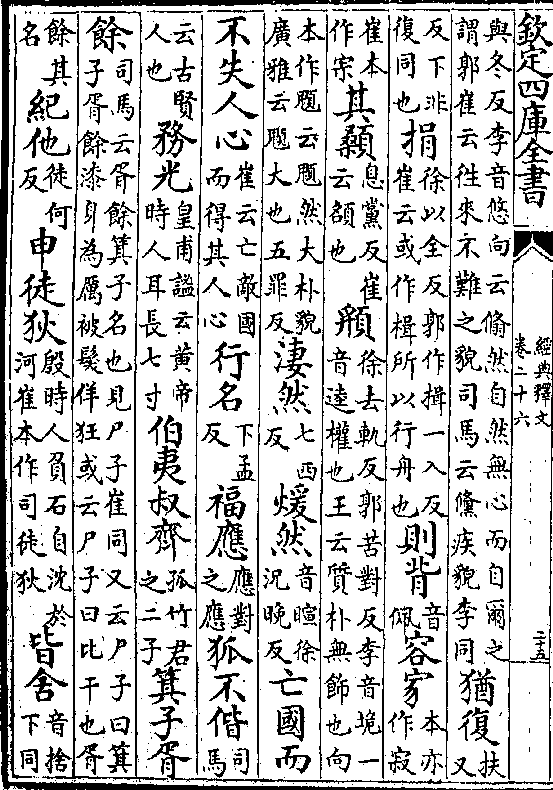 欽定四庫全書
經典釋文
卷二十六
二十五
與冬反李音悠向云翛然自然無心而自爾之謂郭崔云往來不難之貌司馬云儵疾貌李同猶復扶又
反下非復同也捐徐以全反郭作揖一入反崔云或作楫所以行舟也則背音佩容家本亦作寂
崔本作宗其顙息黨反崔云頟也頯徐去軌反郭苦對反李音垝一音逵權也王云質朴無飾也向
本作䫥云䫥然大朴貌廣雅云䫥大也五罪反淒然七西反煖然音暄徐況晚反亡國而
不失人心崔云亡敵國而得其人心行名下孟反福應應對之應狐不偕司馬
云古賢人也務光皇甫謐云黄帝時人耳長七寸伯夷叔齊孤竹君之二子箕子胥
餘司馬云胥餘箕子名也見尸子崔同又云尸子曰箕子胥餘漆身為厲被髮佯狂或云尸子曰比干也胥
餘其名紀他徒何反申徒狄殷時人負石自沈於河崔本作司徒狄皆舍音捨下同